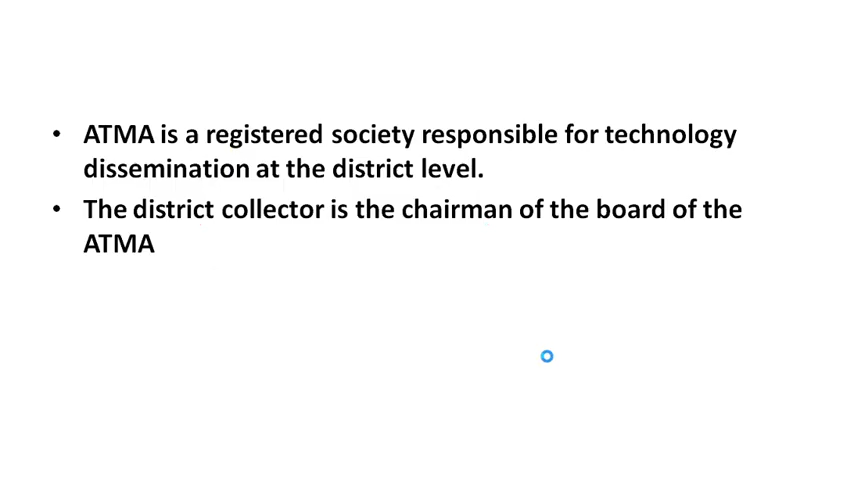 • ATMA is a registered society responsible for technology
dissemination at the district level.
• The district collector is the chairman of the board of the
ATMA